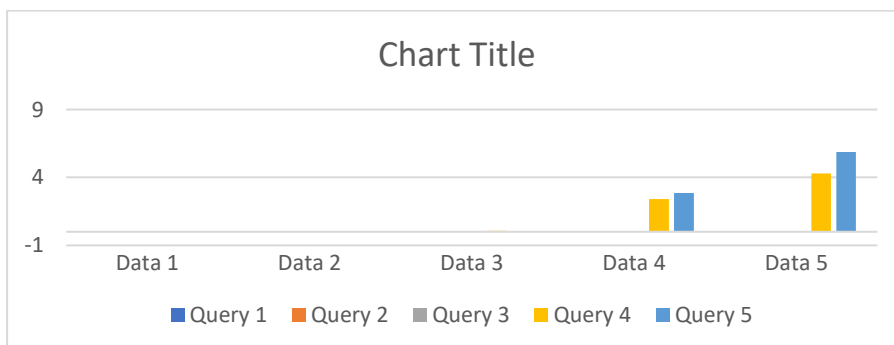 Chart Title
9
4
-1
Data 1 Data 2 Data 3 Data 4 Data 5
Query 1 Query 2 Query 3 Query 4 Query 5